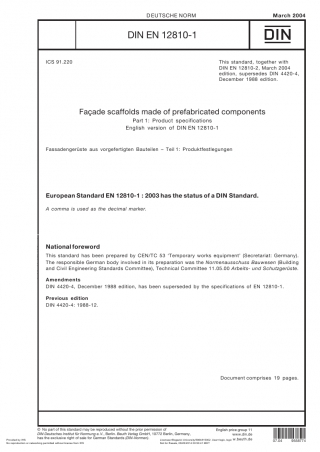 DEUTSCHE NORM
March 2004
DIN EN 12810-1
DIN
ICS 91.220
This standard, together with
DIN EN 12810-2, March 2004
edition, supersedes DIN 4420-4,
December 1988 edition.
Façade scaffolds made of prefabricated components
Part 1: Product specifications
English version of DIN EN 12810-1
Fassadengerüste aus vorgefertigten Bauteilen – Teil 1: Produktfestlegungen
European Standard EN 12810-1 : 2003 has the status of a DIN Standard.
A comma is used as the decimal marker.
National foreword
This standard has been prepared by CEN/TC 53 'Temporary works equipment' (Secretariat: Germany).
The responsible German body involved in its preparation was the Normenausschuss Bauwesen (Building
and Civil Engineering Standards Committee), Technical Committee 11.05.00 Arbeits- und Schutzgerüste.
Amendments
DIN 4420-4, December 1988 edition, has been superseded by the specifications of EN 12810-1.
Previous edition
DIN 4420-4: 1988-12.
Document comprises 19 pages.
© No part of this standard may be reproduced without the prior permission of
DIN Deutsches Institut für Normung e.V., Berlin. Beuth Verlag GmbH, 10772 Berlin, Germany,
has the exclusive right of sale for German Standards (DIN-Normen).
English price group 11
www.din.de
www.beuth.de